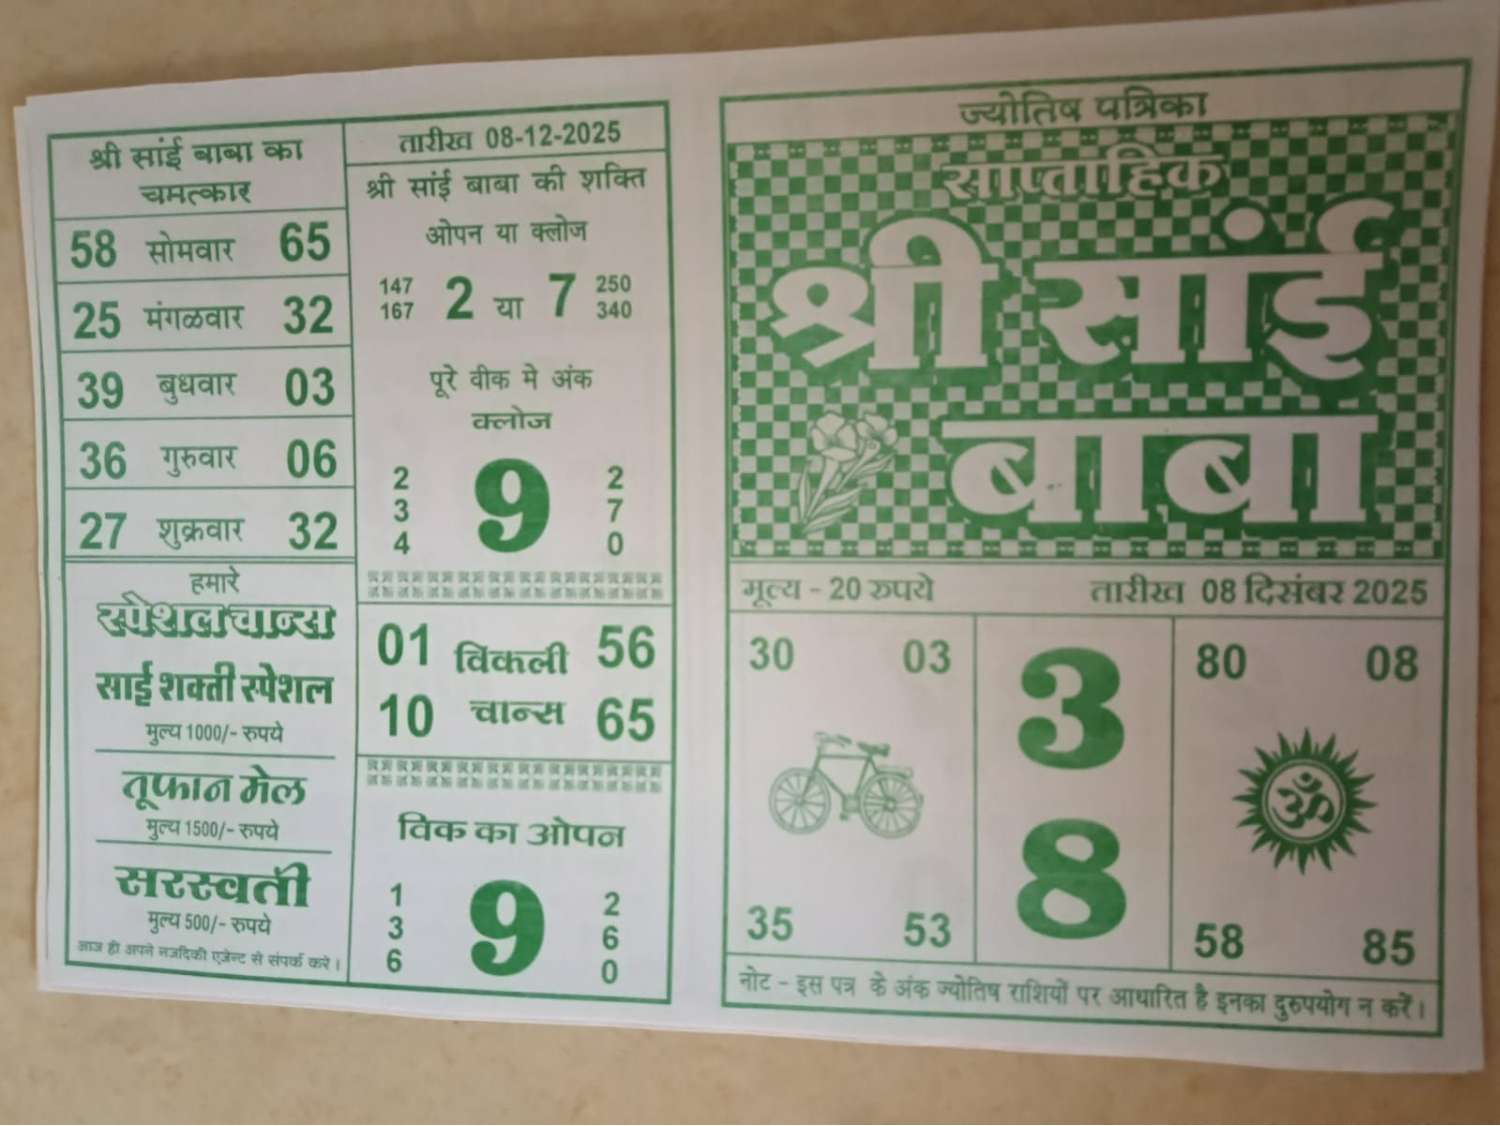 श्री सांई बाबा का
चमत्कार
58 सोमवार 65
25 मंगळवार 32
39 बुधवार 03
36 गुरुवार 06
27 शुक्रवार 32
हमारे
स्पेशल चान्स
साई शक्ती स्पेशल
मुल्य 1000/- रुपये
तूफान मेल
मुल्य 1500/- रुपये
सरस्वती
मुल्य 500/- रुपये
आज ही अपने नजदिकी एजेन्ट से संपर्क करे।
तारीख 08-12-2025
श्री सांई बाबा की शक्ति
ओपन या क्लोज
147 250
2 या 7
167 340
पूरे वीक मे अंक
क्लोज
2 2
3 9 7
4 0
01 विकली 56
10 चान्स 65
विक का ओपन
1 2
3 9 6
6 0
ज्योतिष पत्रिका
साप्ताहिक
श्री सांई
बाबा
मूल्य - 20 रुपये तारीख 08 दिसंबर 2025
30 03 3 80 08
ॐ
35 53 8 58 85
नोट - इस पत्र के अंक ज्योतिष राशियों पर आधारित है इनका दुरुपयोग न करें।